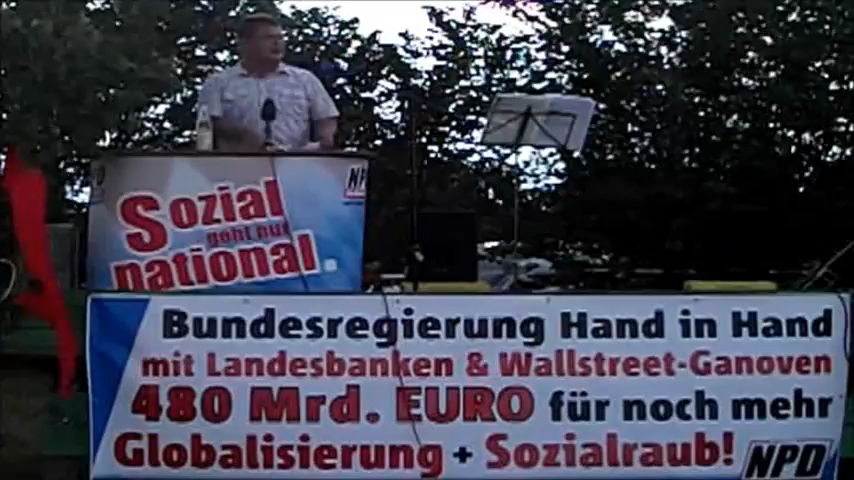 Sozial
geht nur
national.
NPD
Bundesregierung Hand in Hand
mit Landesbanken & Wallstreet-Ganoven
480 Mrd. EURO für noch mehr
Globalisierung + Sozialraub!
NPD